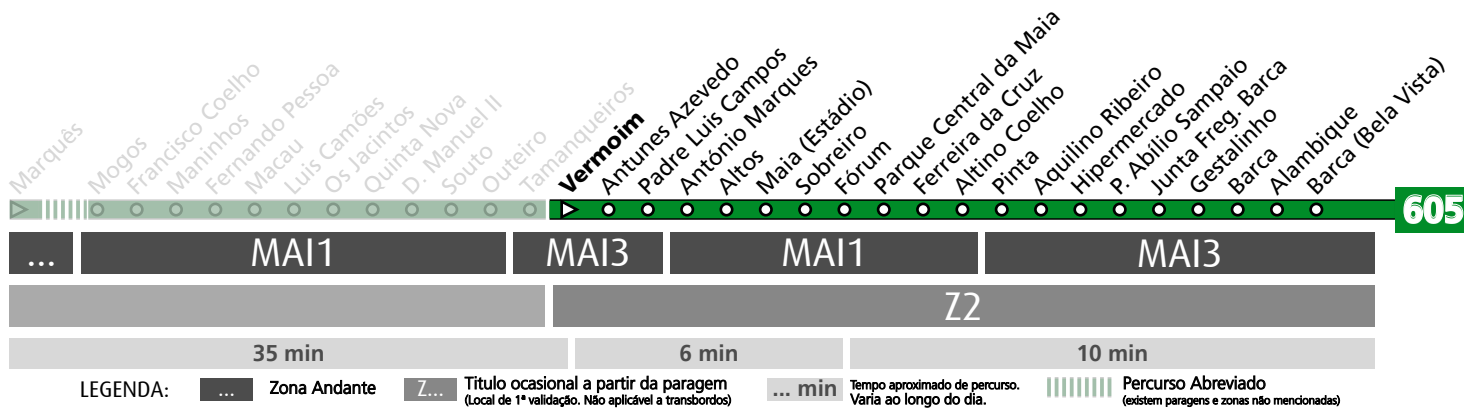 Marquês
Mogos
Francisco Coelho
Maninhos
Fernando Pessoa
Macau
Luis Camões
Os Jacintos
Quinta Nova
D. Manuel II
Souto
Outeiro
Tamanqueiros
Vermoim
Antunes Azevedo
Padre Luis Campos
António Marques
Altos
Maia (Estádio)
Sobreiro
Fórum
Parque Central da Maia
Ferreira da Cruz
Altino Coelho
Pinta
Aquilino Ribeiro
Hipermercado
P. Abílio Sampaio
Junta Freg. Barca
Gestalinho
Barca
Alambique
Barca (Bela Vista)
605
... MAI1 MAI3 MAI1 MAI3
Z2
35 min 6 min 10 min
LEGENDA:
... Zona Andante
Z... Titulo ocasional a partir da paragem
(Local de 1ª validação. Não aplicável a transbordos)
... min Tempo aproximado de percurso.
Varia ao longo do dia.
Percurso Abreviado
(existem paragens e zonas não mencionadas)